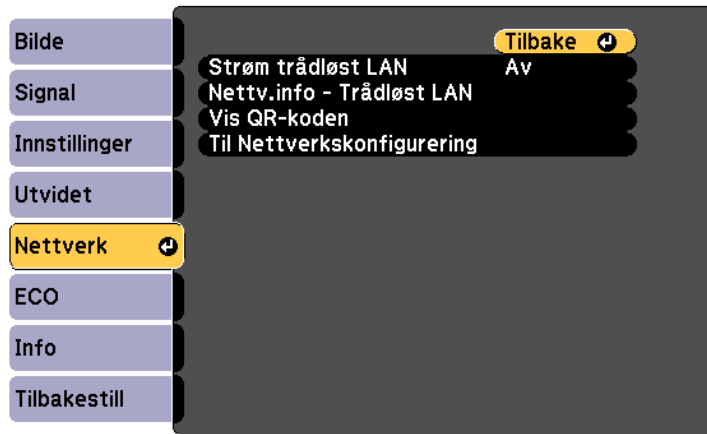 Bilde
Signal
Innstillinger
Utvidet
Nettverk
ECO
Info
Tilbakestill
Tilbake
Strøm trådløst LAN Av
Nettv.info - Trådløst LAN
Vis QR-koden
Til Nettverkskonfigurering